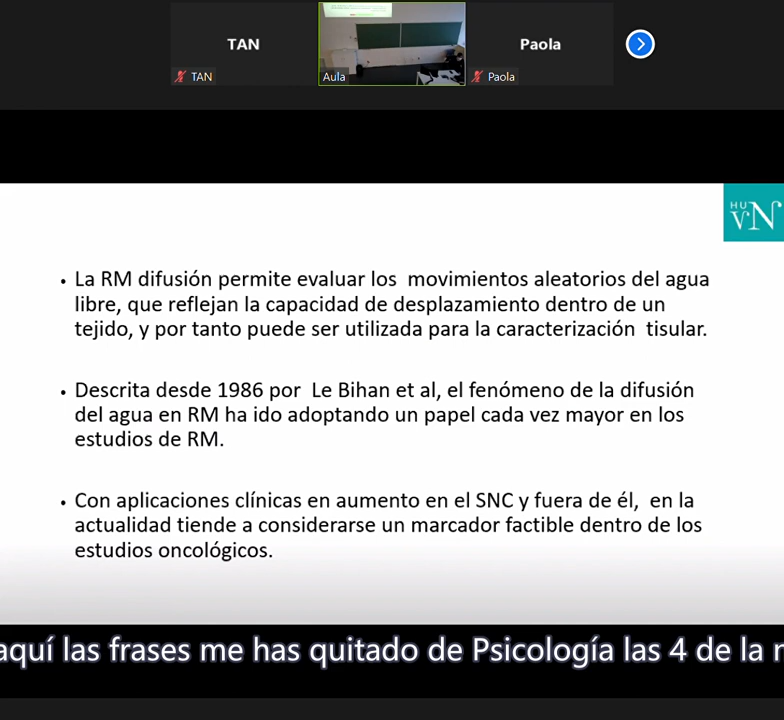 TAN
Paola
TAN
Aula
Paola
HU
VN
• La RM difusión permite evaluar los movimientos aleatorios del agua
libre, que reflejan la capacidad de desplazamiento dentro de un
tejido, y por tanto puede ser utilizada para la caracterización tisular.
• Descrita desde 1986 por Le Bihan et al, el fenómeno de la difusión
del agua en RM ha ido adoptando un papel cada vez mayor en los
estudios de RM.
• Con aplicaciones clínicas en aumento en el SNC y fuera de él, en la
actualidad tiende a considerarse un marcador factible dentro de los
estudios oncológicos.
aquí las frases me has quitado de Psicología las 4 de la